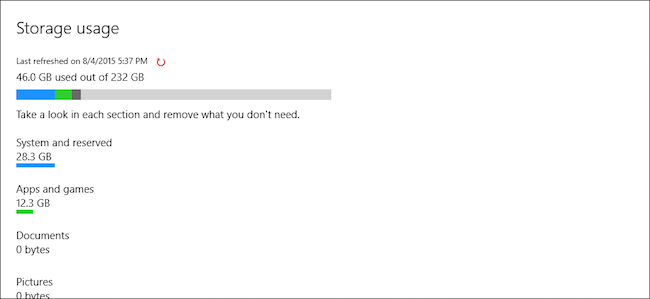 Storage usage
Last refreshed on 8/4/2015 5:37 PM
46.0 GB used out of 232 GB
Take a look in each section and remove what you don't need.
System and reserved
28.3 GB
Apps and games
12.3 GB
Documents
0 bytes
Pictures
0 bytes